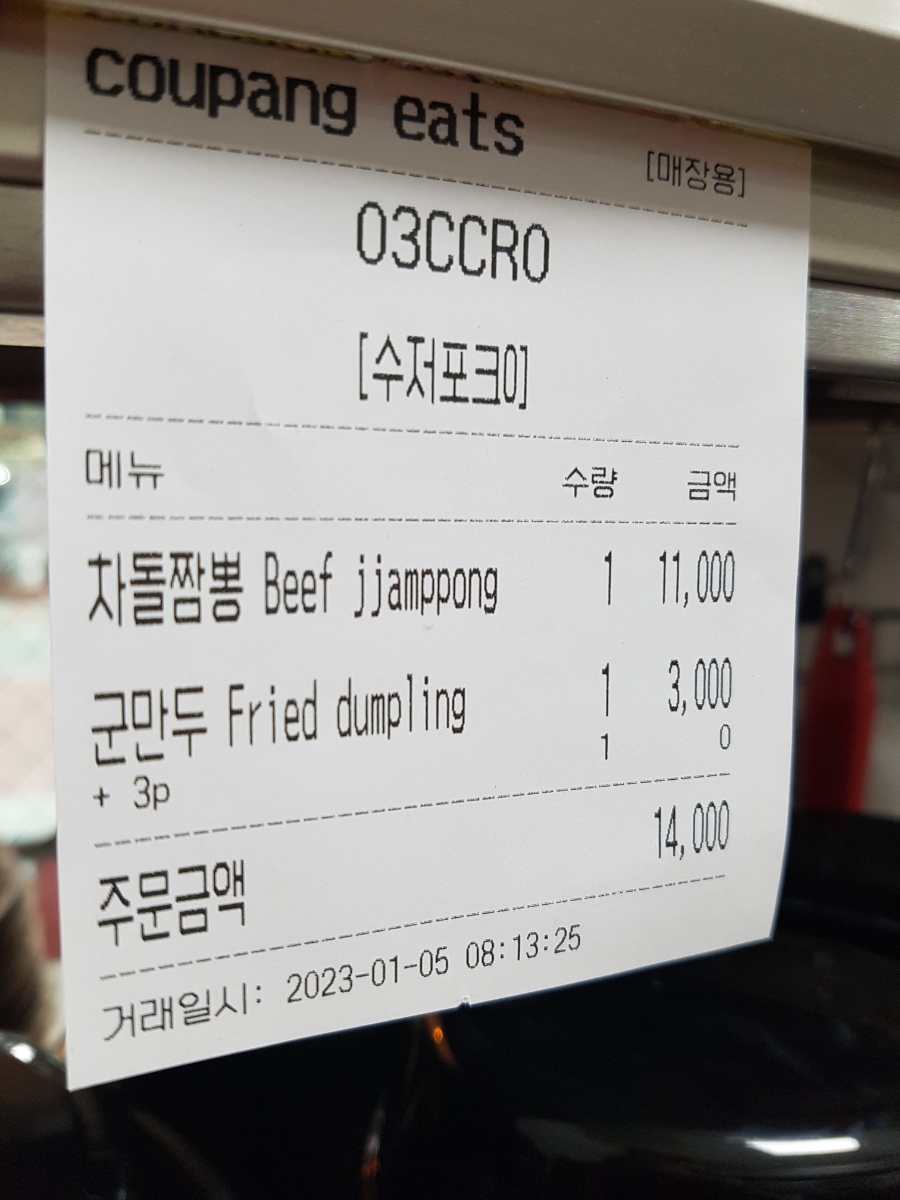 coupang eats
[매장용]
03CCR0
[수저포크0]
메뉴 수량 금액
차돌짬뽕 Beef jjamppong 1 11,000
군만두 Fried dumpling 1 3,000
+ 3p 1 0
주문금액 14,000
거래일시: 2023-01-05 08:13:25